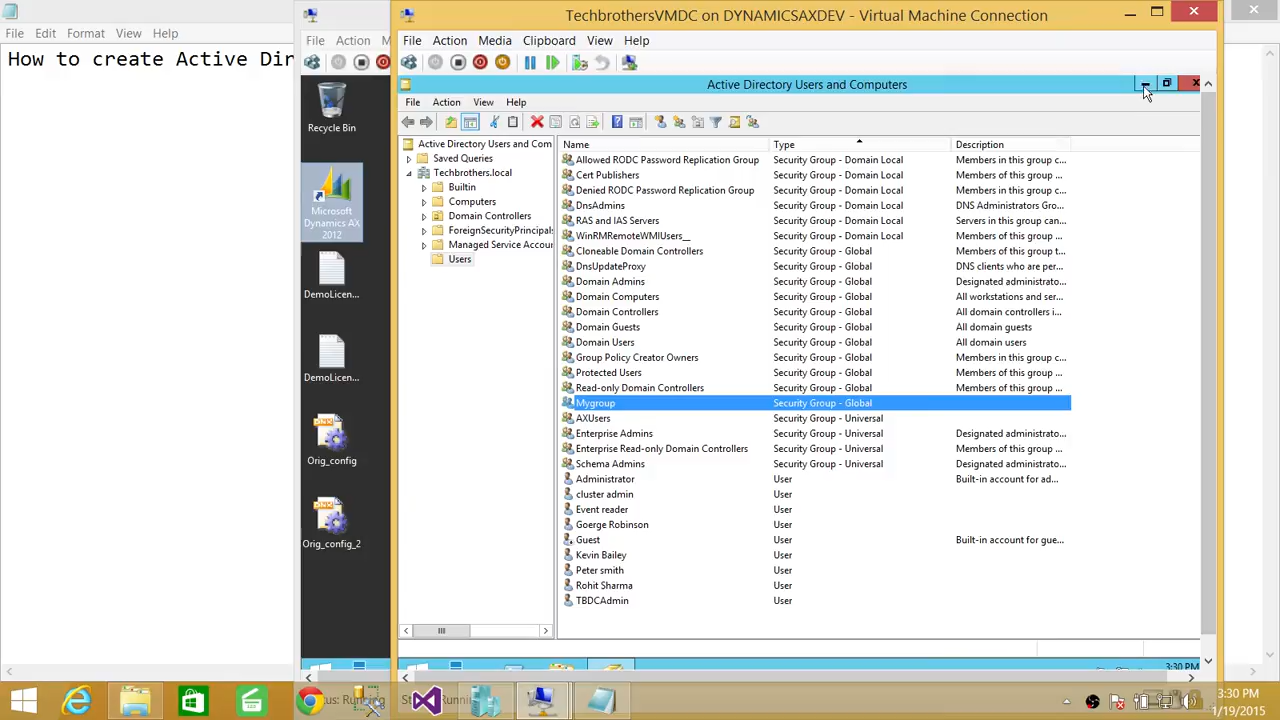 TechbrothersVMDC on DYNAMICSAXDEV - Virtual Machine Connection
File Edit Format View Help
File Action M
File Action Media Clipboard View Help
How to create Active Dir
Active Directory Users and Computers
File Action View Help
Recycle Bin
Microsoft
Dynamics AX
2012
DemoLicen...
DemoLicen...
Orig_config
Orig_config_2
Active Directory Users and Com
Saved Queries
Techbrothers.local
Builtin
Computers
Domain Controllers
ForeignSecurityPrincipals
Managed Service Accour
Users
Name Type Description
Allowed RODC Password Replication Group Security Group - Domain Local Members in this group c...
Cert Publishers Security Group - Domain Local Members of this group ...
Denied RODC Password Replication Group Security Group - Domain Local Members in this group c...
DnsAdmins Security Group - Domain Local DNS Administrators Gro...
RAS and IAS Servers Security Group - Domain Local Servers in this group can...
WinRMRemoteWMIUsers__ Security Group - Domain Local Members of this group ...
Cloneable Domain Controllers Security Group - Global Members of this group t...
DnsUpdateProxy Security Group - Global DNS clients who are per...
Domain Admins Security Group - Global Designated administrato...
Domain Computers Security Group - Global All workstations and ser...
Domain Controllers Security Group - Global All domain controllers i...
Domain Guests Security Group - Global All domain guests
Domain Users Security Group - Global All domain users
Group Policy Creator Owners Security Group - Global Members in this group c...
Protected Users Security Group - Global Members of this group ...
Read-only Domain Controllers Security Group - Global Members of this group ...
Mygroup Security Group - Global
AXUsers Security Group - Universal
Enterprise Admins Security Group - Universal Designated administrato...
Enterprise Read-only Domain Controllers Security Group - Universal Members of this group ...
Schema Admins Security Group - Universal Designated administrato...
Administrator User Built-in account for ad...
cluster admin User
Event reader User
Goerge Robinson User
Guest User Built-in account for gue...
Kevin Bailey User
Peter smith User
Rohit Sharma User
TBDCAdmin User
3:30 PM
3:30 PM
1/19/2015